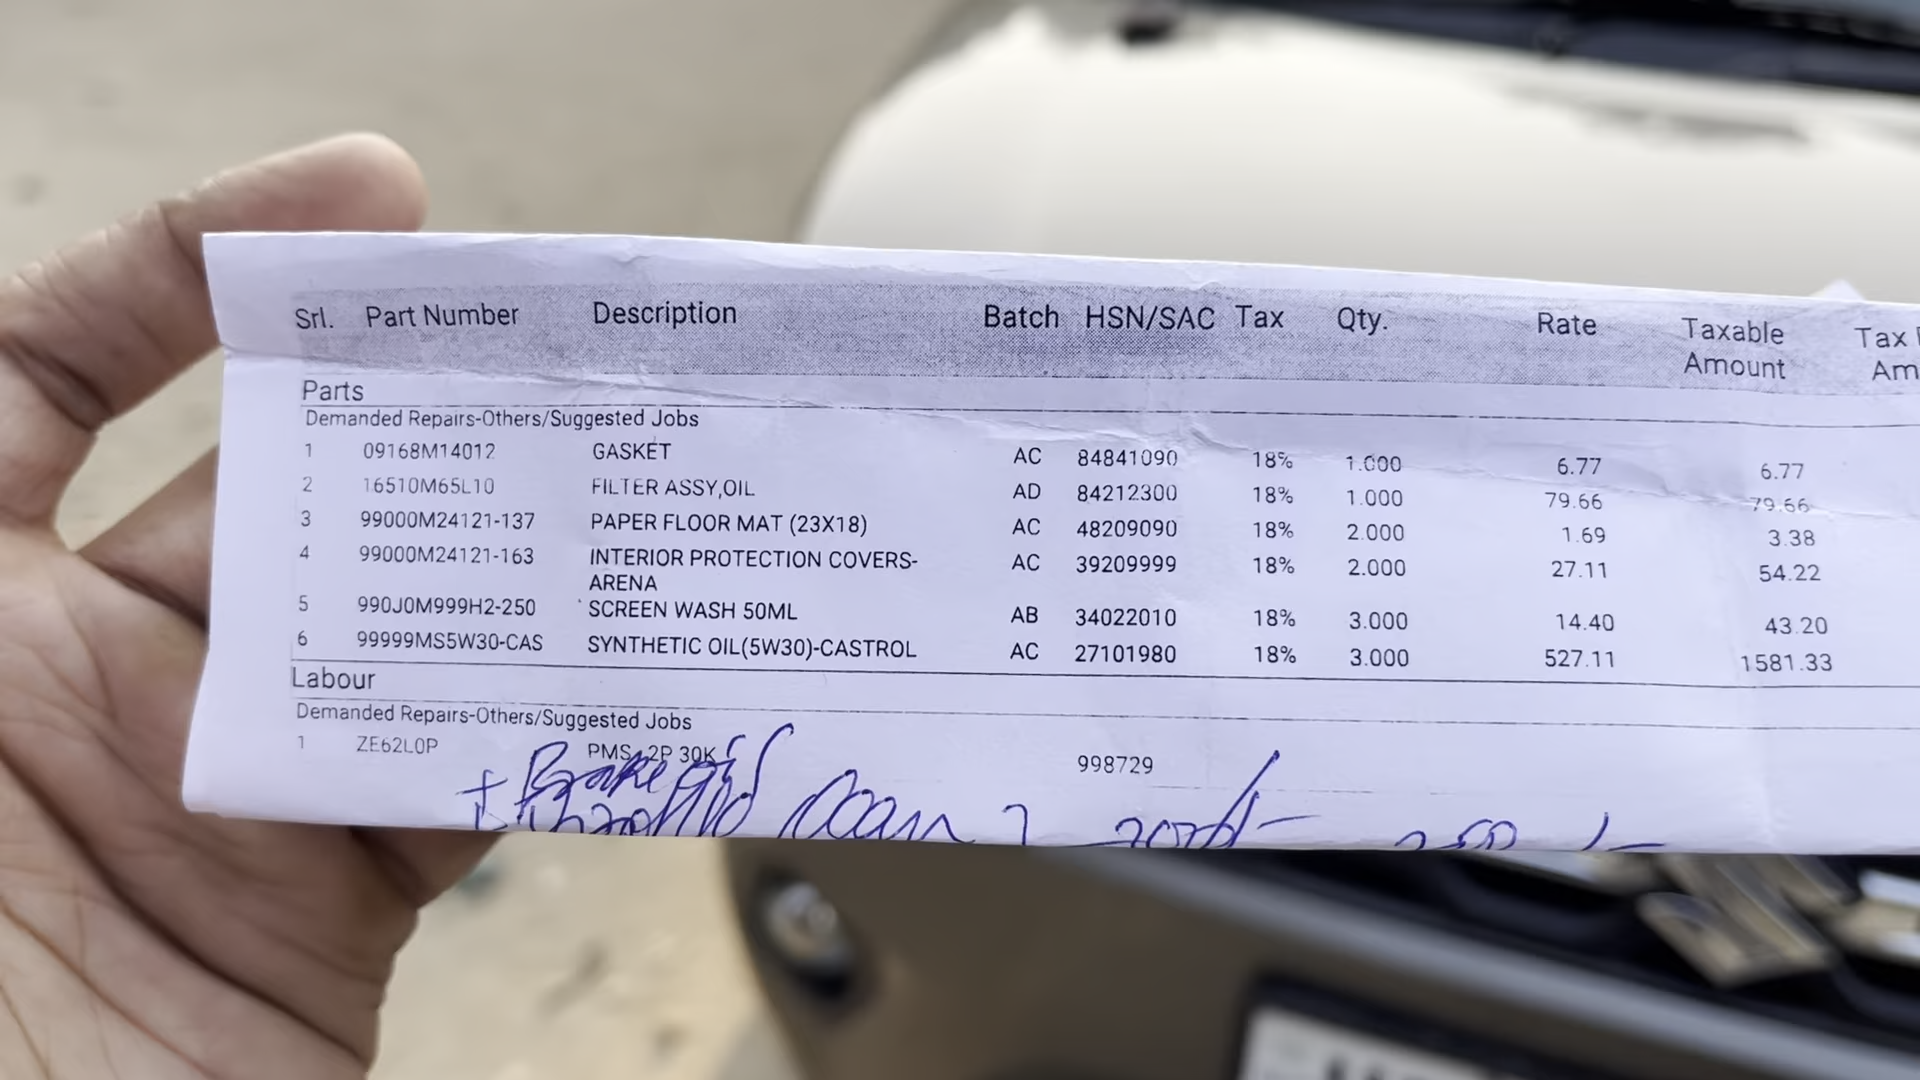 Srl. Part Number Description Batch HSN/SAC Tax Qty. Rate Taxable Amount Tax
Parts
Demanded Repairs-Others/Suggested Jobs
1 09168M14012 GASKET AC 84841090 18% 1.000 6.77 6.77
2 16510M65L10 FILTER ASSY,OIL AD 84212300 18% 1.000 79.66 79.66
3 99000M24121-137 PAPER FLOOR MAT (23X18) AC 48209090 18% 2.000 1.69 3.38
4 99000M24121-163 INTERIOR PROTECTION COVERS- AC 39209999 18% 2.000 27.11 54.22
ARENA
5 990J0M999H2-250 SCREEN WASH 50ML AB 34022010 18% 3.000 14.40 43.20
6 99999MS5W30-CAS SYNTHETIC OIL(5W30)-CASTROL AC 27101980 18% 3.000 527.11 1581.33
Labour
Demanded Repairs-Others/Suggested Jobs
1 ZE62L0P PMS -2P 30K 998729
+ Brake oil